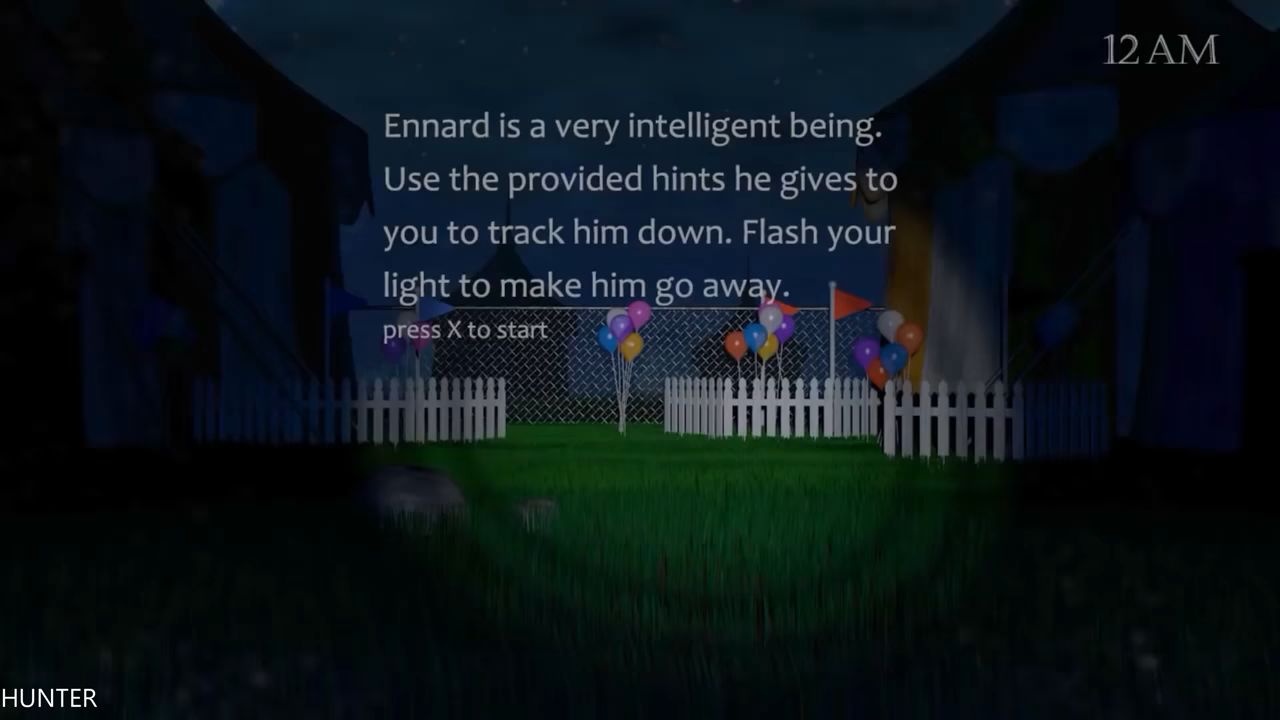 12 AM
Ennard is a very intelligent being.
Use the provided hints he gives to
you to track him down. Flash your
light to make him go away.
press X to start
HUNTER